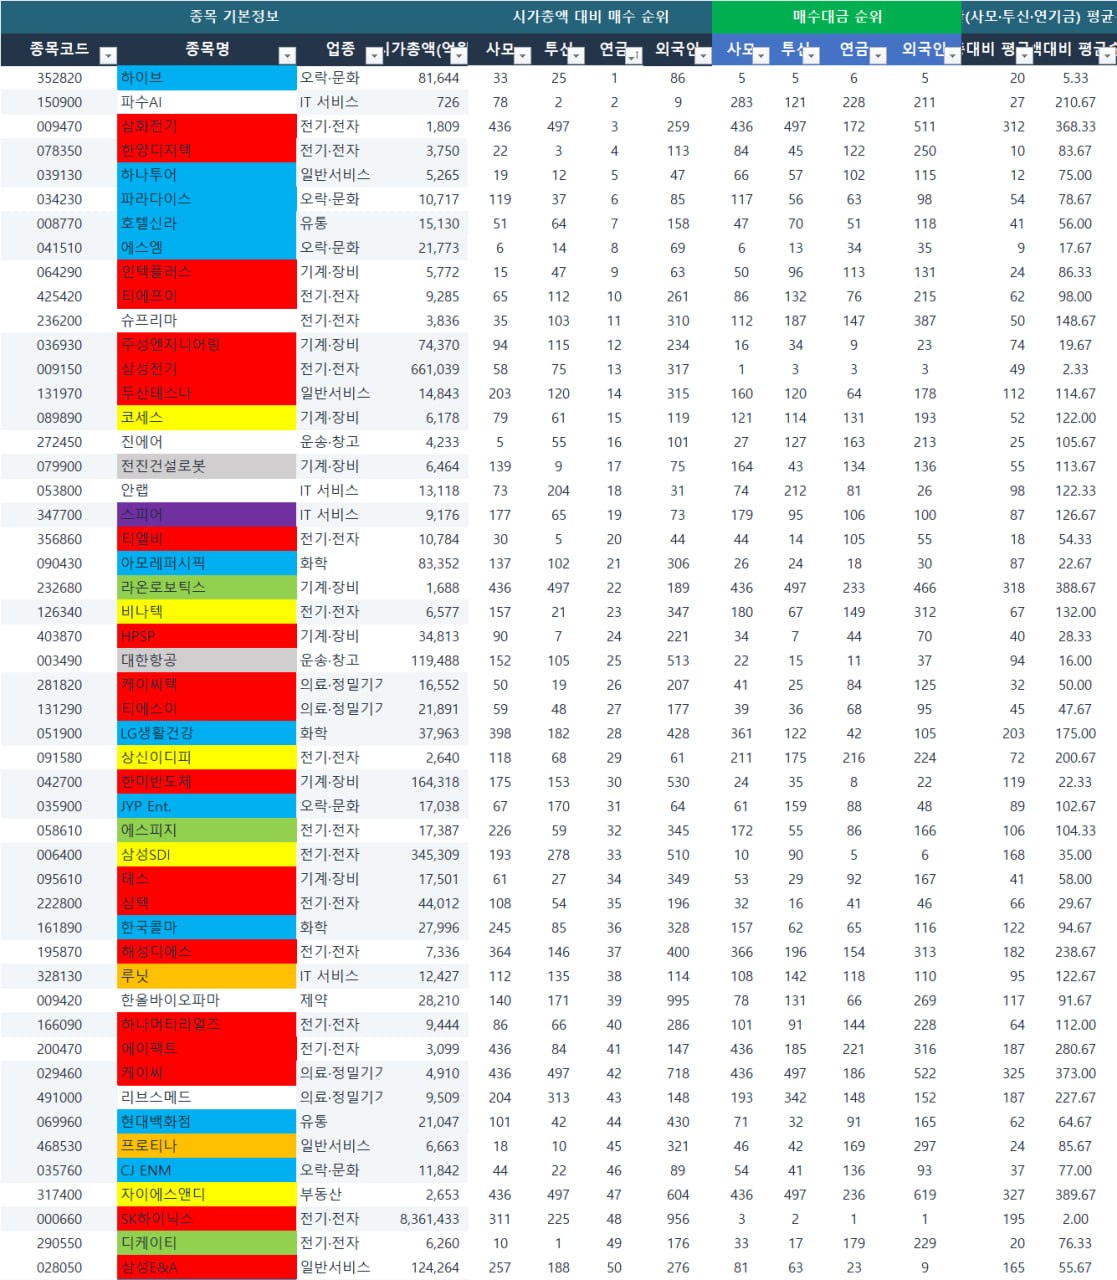 종목 기본정보 시가총액 대비 매수 순위 매수대금 순위 (사모·투신·연기금) 평균
종목코드 종목명 업종 사모 투신 연금 외국인 사모 투신 연금 외국인 대비 평균 대비 평균
352820 하이브 오락·문화 81,644 33 25 1 86 5 5 6 5 20 5.33
150900 파수AI IT 서비스 726 78 2 2 9 283 121 228 211 27 210.67
009470 삼화전기 전기·전자 1,809 436 497 3 259 436 497 172 511 312 368.33
078350 한양디지텍 전기·전자 3,750 22 3 4 113 84 45 122 250 10 83.67
039130 하나투어 일반서비스 5,265 19 12 5 47 66 57 102 115 12 75.00
034230 파라다이스 오락·문화 10,717 119 37 6 85 117 56 63 98 54 78.67
008770 호텔신라 유통 15,130 51 64 7 158 47 70 51 118 41 56.00
041510 에스엠 오락·문화 21,773 6 14 8 69 6 13 34 35 9 17.67
064290 인텍플러스 기계·장비 5,772 15 47 9 63 50 96 113 131 24 86.33
425420 티에프이 전기·전자 9,285 65 112 10 261 86 132 76 215 62 98.00
236200 슈프리마 전기·전자 3,836 35 103 11 310 112 187 147 387 50 148.67
036930 주성엔지니어링 기계·장비 74,370 94 115 12 234 16 34 9 23 74 19.67
009150 삼성전기 전기·전자 661,039 58 75 13 317 1 3 3 3 49 2.33
131970 두산테스나 일반서비스 14,843 203 120 14 315 160 120 64 178 112 114.67
089890 코세스 기계·장비 6,178 79 61 15 119 121 114 131 193 52 122.00
272450 진에어 운송·창고 4,233 5 55 16 101 27 127 163 213 25 105.67
079900 전진건설로봇 기계·장비 6,464 139 9 17 75 164 43 134 136 55 113.67
053800 안랩 IT 서비스 13,118 73 204 18 31 74 212 81 26 98 122.33
347700 스피어 IT 서비스 9,176 177 65 19 73 179 95 106 100 87 126.67
356860 티엘비 전기·전자 10,784 30 5 20 44 44 14 105 55 18 54.33
090430 아모레퍼시픽 화학 83,352 137 102 21 306 26 24 18 30 87 22.67
232680 라온로보틱스 기계·장비 1,688 436 497 22 189 436 497 233 466 318 388.67
126340 비나텍 전기·전자 6,577 157 21 23 347 180 67 149 312 67 132.00
403870 HPSP 기계·장비 34,813 90 7 24 221 34 7 44 70 40 28.33
003490 대한항공 운송·창고 119,488 152 105 25 513 22 15 11 37 94 16.00
281820 케이씨텍 의료·정밀기기 16,552 50 19 26 207 41 25 84 125 32 50.00
131290 티에스이 의료·정밀기기 21,891 59 48 27 177 39 36 68 95 45 47.67
051900 LG생활건강 화학 37,963 398 182 28 428 361 122 42 105 203 175.00
091580 상신이디피 전기·전자 2,640 118 68 29 61 211 175 216 224 72 200.67
042700 한미반도체 기계·장비 164,318 175 153 30 530 24 35 8 22 119 22.33
035900 JYP Ent. 오락·문화 17,038 67 170 31 64 61 159 88 48 89 102.67
058610 에스피지 전기·전자 17,387 226 59 32 345 172 55 86 166 106 104.33
006400 삼성SDI 전기·전자 345,309 193 278 33 510 10 90 5 6 168 35.00
095610 테스 기계·장비 17,501 61 27 34 349 53 29 92 167 41 58.00
222800 심텍 전기·전자 44,012 108 54 35 196 32 16 41 46 66 29.67
161890 한국콜마 화학 27,996 245 85 36 328 157 62 65 116 122 94.67
195870 해성디에스 전기·전자 7,336 364 146 37 400 366 196 154 313 182 238.67
328130 루닛 IT 서비스 12,427 112 135 38 114 108 142 118 110 95 122.67
009420 한올바이오파마 제약 28,210 140 171 39 995 78 131 66 269 117 91.67
166090 하나머티리얼즈 전기·전자 9,444 86 66 40 286 101 91 144 228 64 112.00
200470 에이팩트 전기·전자 3,099 436 84 41 147 436 185 221 316 187 280.67
029460 케이씨 의료·정밀기기 4,910 436 497 42 718 436 497 186 522 325 373.00
491000 리브스메드 의료·정밀기기 9,509 204 313 43 148 193 342 148 152 187 227.67
069960 현대백화점 유통 21,047 101 42 44 430 71 32 91 165 62 64.67
468530 프로티나 일반서비스 6,663 18 10 45 321 46 42 169 297 24 85.67
035760 CJ ENM 오락·문화 11,842 44 22 46 89 54 41 136 93 37 77.00
317400 자이에스앤디 부동산 2,653 436 497 47 604 436 497 236 619 327 389.67
000660 SK하이닉스 전기·전자 8,361,433 311 225 48 956 3 2 1 1 195 2.00
290550 디케이티 전기·전자 6,260 10 1 49 176 33 17 179 229 20 76.33
028050 삼성E&A 일반서비스 124,264 257 188 50 276 81 63 23 9 165 55.67